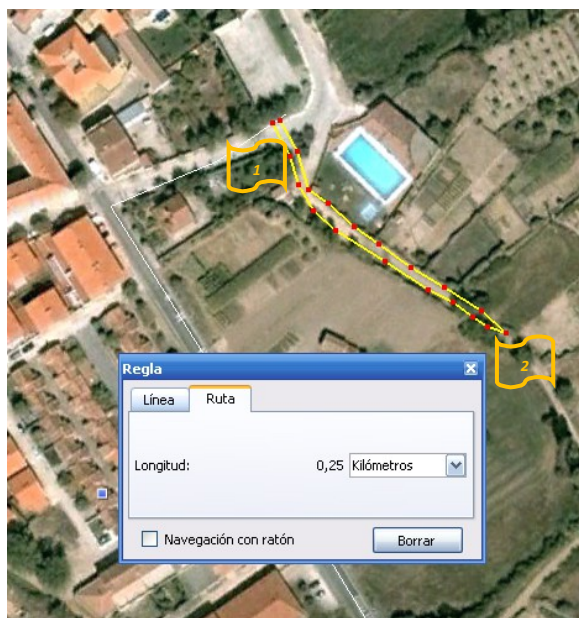 1
2
Regla
Línea
Ruta
Longitud:
0,25 Kilómetros
Navegación con ratón
Borrar